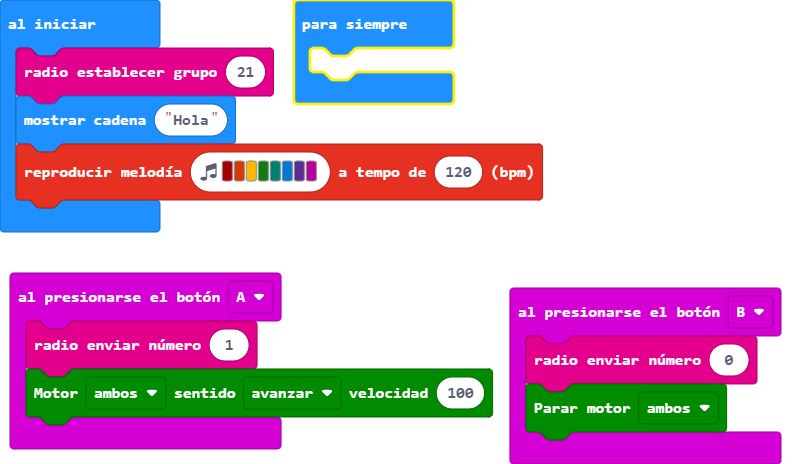 al iniciar
radio establecer grupo 21
mostrar cadena "Hola"
reproducir melodía a tempo de 120 (bpm)
para siempre
al presionarse el botón A
radio enviar número 1
Motor ambos sentido avanzar velocidad 100
al presionarse el botón B
radio enviar número 0
Parar motor ambos